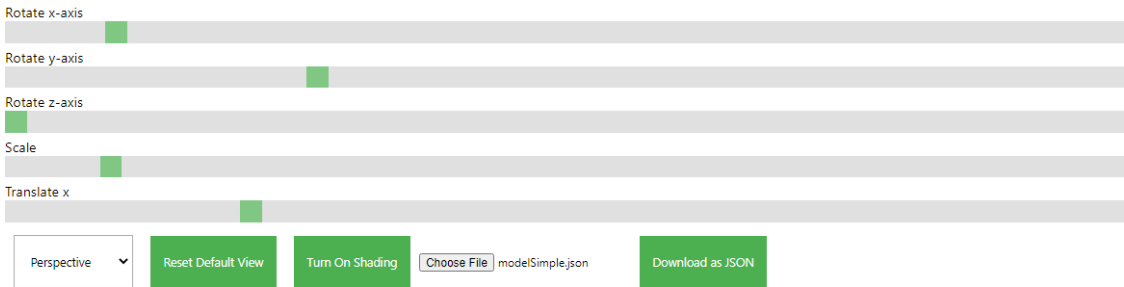 Rotate x-axis
Rotate y-axis
Rotate z-axis
Scale
Translate x
Perspective Reset Default View Turn On Shading Choose File modelSimple.json Download as JSON